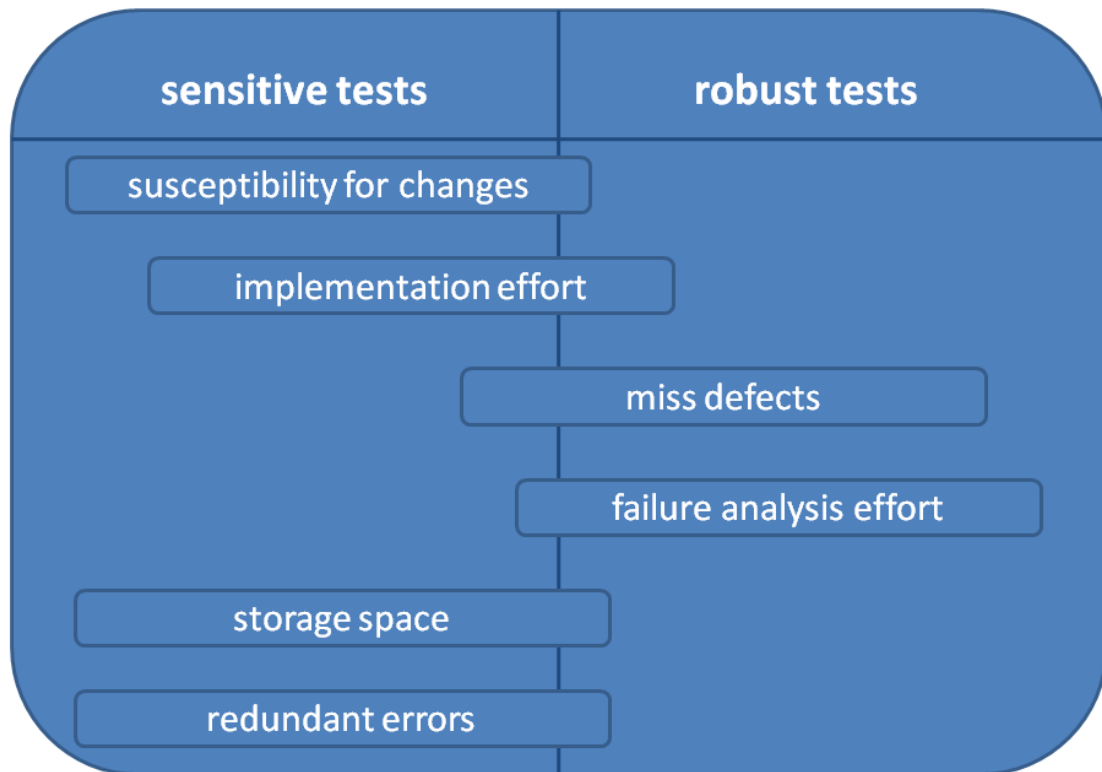 sensitive tests
robust tests
susceptibility for changes
implementation effort
miss defects
failure analysis effort
storage space
redundant errors